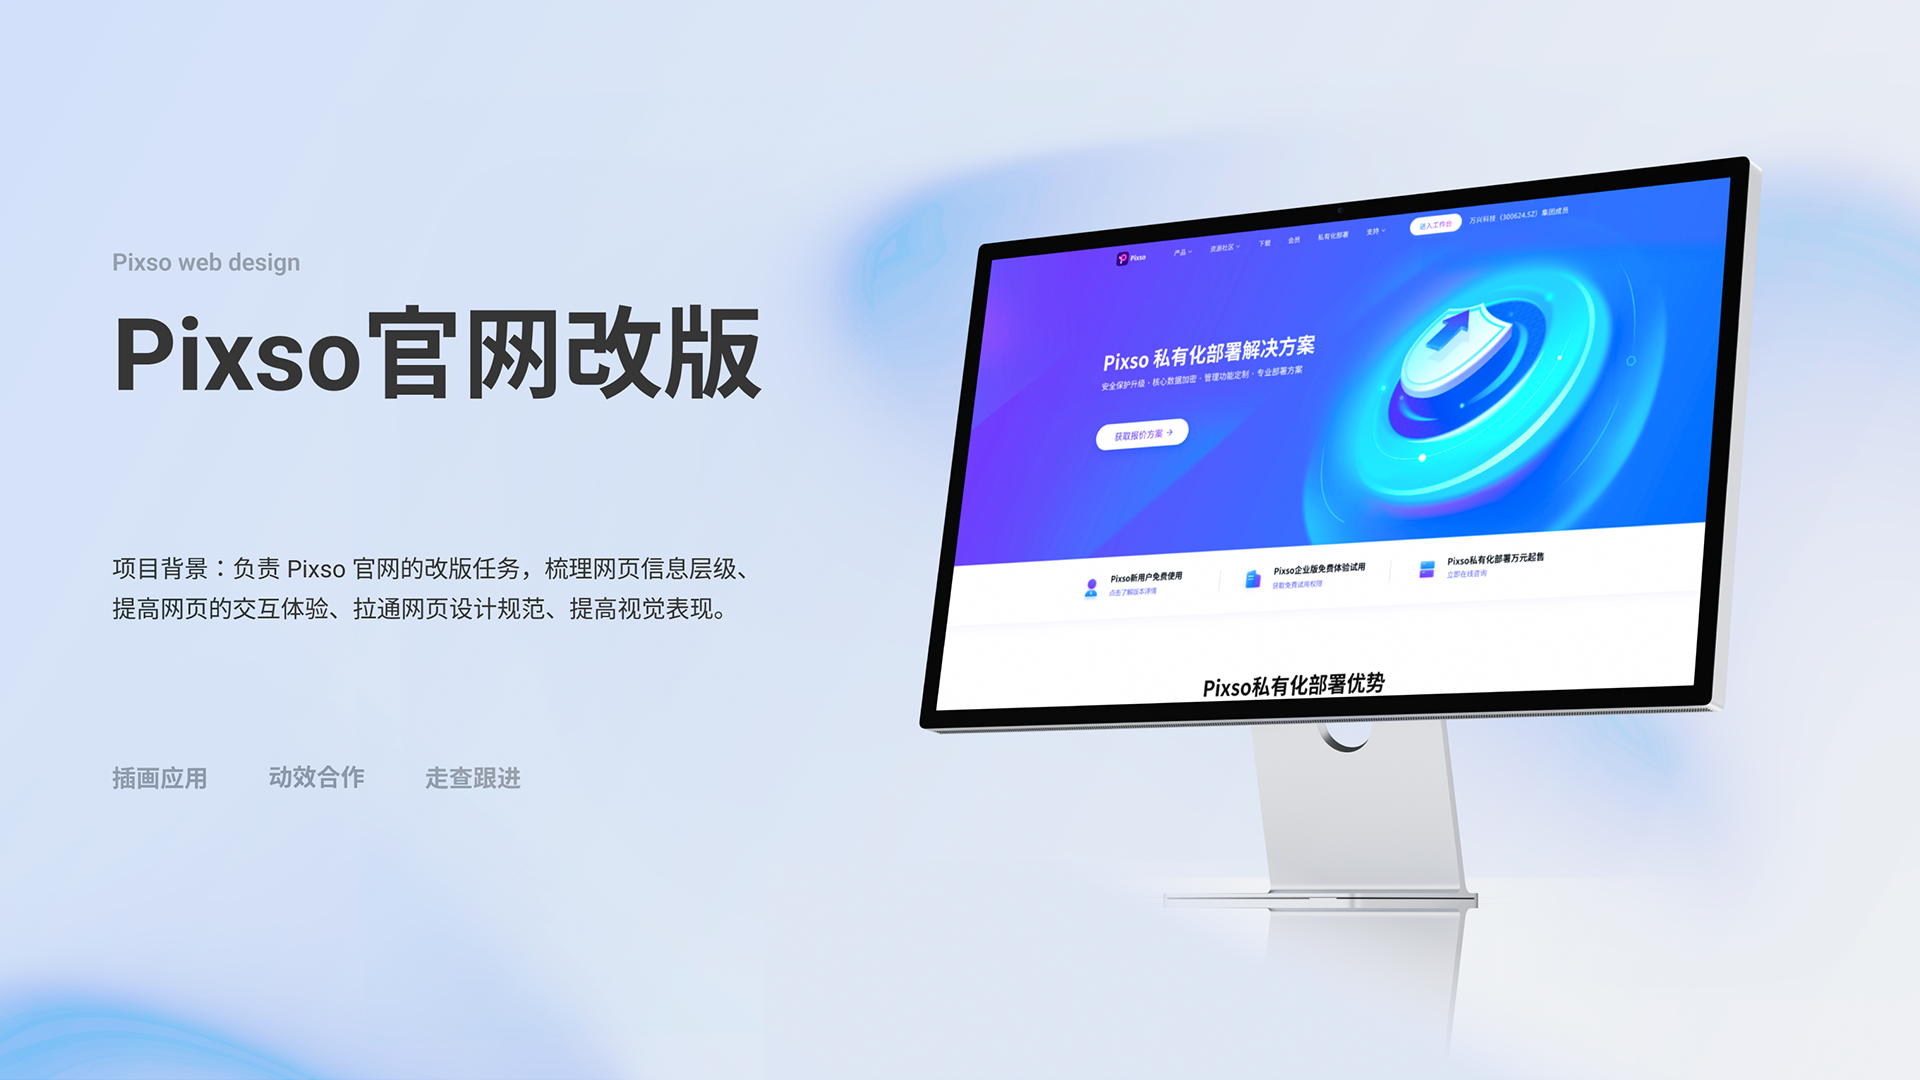 Pixso web design
Pixso官网改版
项目背景：负责 Pixso 官网的改版任务，梳理网页信息层级、
提高网页的交互体验、拉通网页设计规范、提高视觉表现。
插画应用 动效合作 走查跟进
Pixso 产品 资源社区 下载 会员 私有化部署 支持 进入工作台 万兴科技（300624.SZ）集团成员
Pixso 私有化部署解决方案
安全保护升级 · 核心数据加密 · 管理功能定制 · 专业部署方案
获取报价方案 →
Pixso新用户免费使用
点击了解版本详情
Pixso企业版免费体验试用
获取免费试用权限
Pixso私有化部署万元起售
立即在线咨询
Pixso私有化部署优势